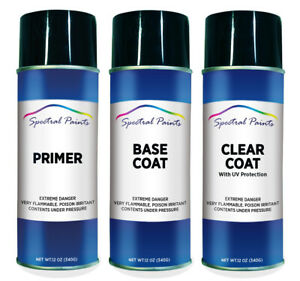 Spectral Paints
PRIMER
EXTREME DANGER
VERY FLAMMABLE, POISON IRRITANT
CONTENTS UNDER PRESSURE
NET WT.12 OZ (340G)
Spectral Paints
BASE
COAT
EXTREME DANGER
VERY FLAMMABLE, POISON IRRITANT
CONTENTS UNDER PRESSURE
NET WT.12 OZ (340G)
Spectral Paints
CLEAR
COAT
With UV Protection
EXTREME DANGER
VERY FLAMMABLE, POISON IRRITANT
CONTENTS UNDER PRESSURE
NET WT.12 OZ (340G)